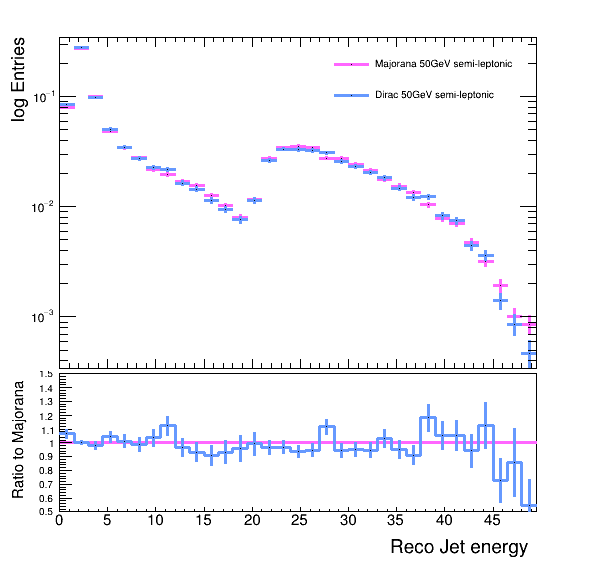 log Entries
Majorana 50GeV semi-leptonic
Dirac 50GeV semi-leptonic
10⁻¹
10⁻²
10⁻³
Ratio to Majorana
1.5
1.4
1.3
1.2
1.1
1
0.9
0.8
0.7
0.6
0.5
0 5 10 15 20 25 30 35 40 45
Reco Jet energy